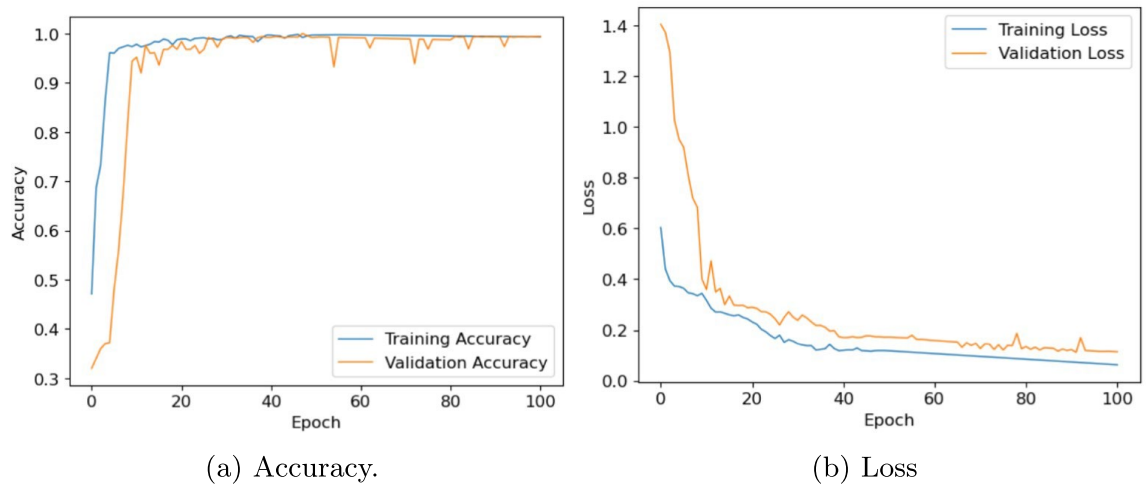 1.0
0.9
0.8
0.7
0.6
0.5
0.4
0.3
Accuracy
0 20 40 60 80 100
Epoch
Training Accuracy
Validation Accuracy
(a) Accuracy.
1.4
1.2
1.0
0.8
0.6
0.4
0.2
0.0
Loss
0 20 40 60 80 100
Epoch
Training Loss
Validation Loss
(b) Loss